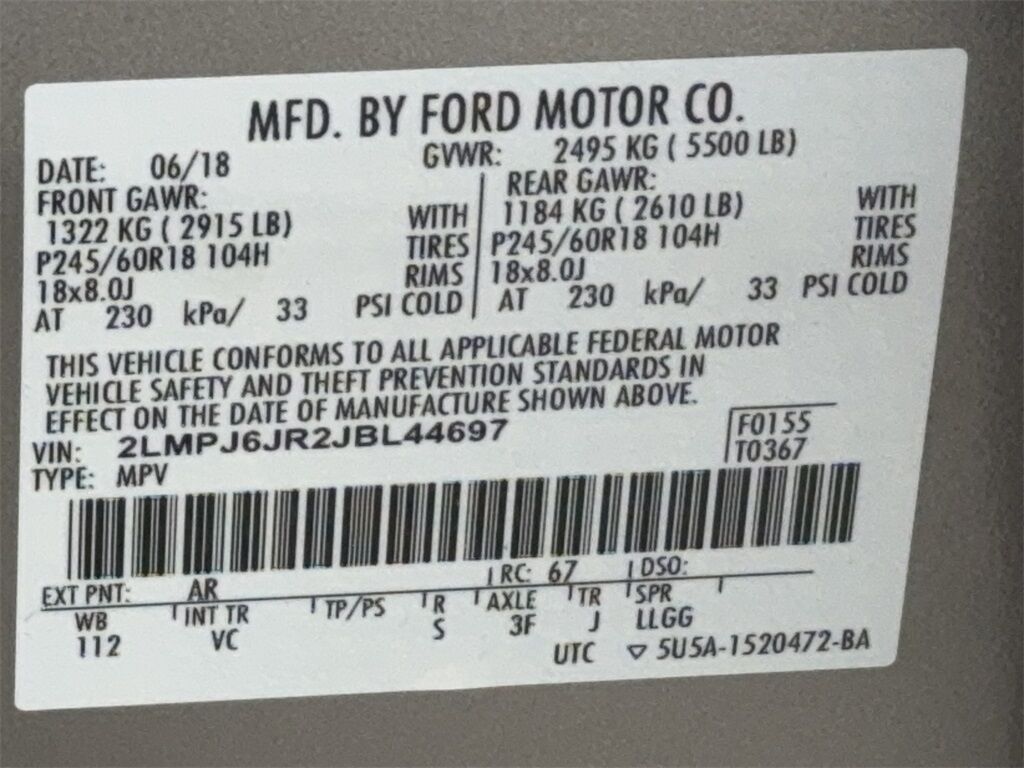 MFD. BY FORD MOTOR CO.
DATE: 06/18 GVWR: 2495 KG ( 5500 LB)
FRONT GAWR: REAR GAWR:
1322 KG ( 2915 LB) WITH 1184 KG ( 2610 LB) WITH
P245/60R18 104H TIRES P245/60R18 104H TIRES
18x8.0J RIMS 18x8.0J RIMS
AT 230 kPa/ 33 PSI COLD AT 230 kPa/ 33 PSI COLD
THIS VEHICLE CONFORMS TO ALL APPLICABLE FEDERAL MOTOR
VEHICLE SAFETY AND THEFT PREVENTION STANDARDS IN
EFFECT ON THE DATE OF MANUFACTURE SHOWN ABOVE.
VIN: 2LMPJ6JR2JBL44697 F0155
TYPE: MPV T0367
EXT PNT: AR RC: 67 DSO:
WB INT TR TP/PS R AXLE TR SPR
112 VC S 3F J LLGG
UTC ▽ 5U5A-1520472-BA